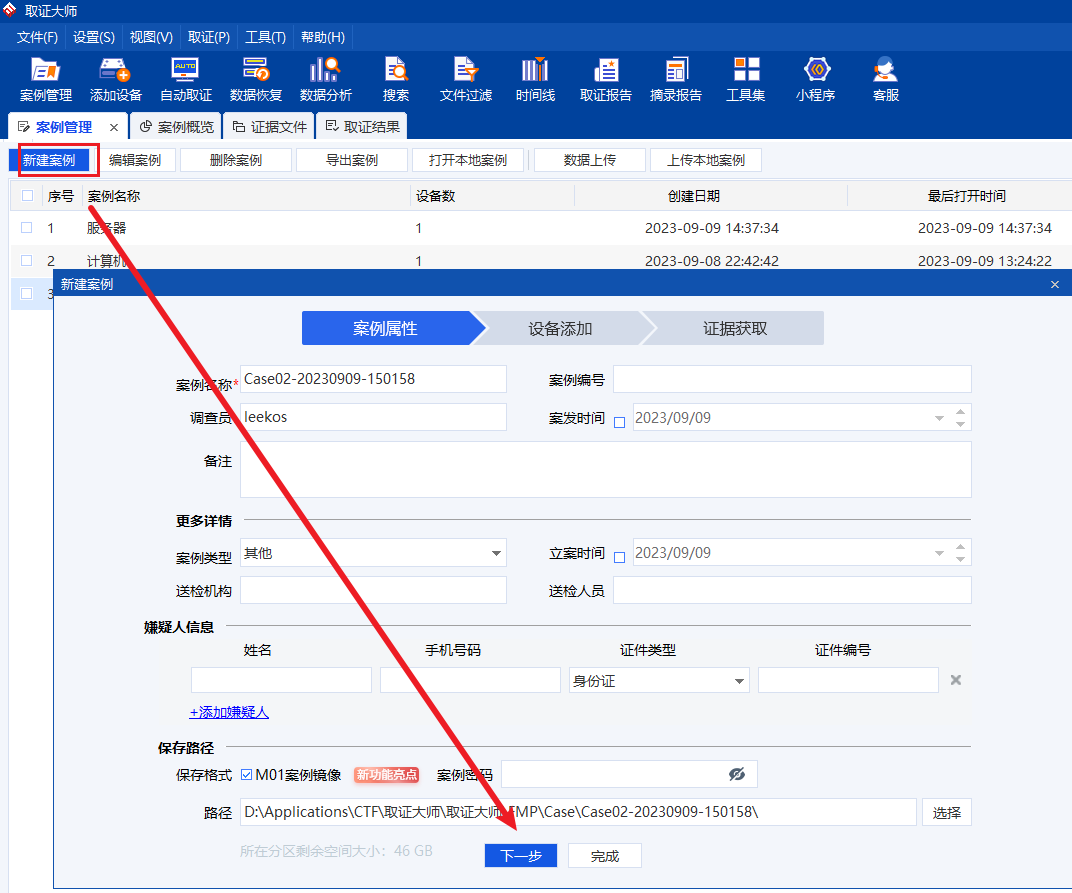 取证大师
文件(F) 设置(S) 视图(V) 取证(P) 工具(T) 帮助(H)
AUTO
案例管理 添加设备 自动取证 数据恢复 数据分析 搜索 文件过滤 时间线 取证报告 摘录报告 工具集 小程序 客服
案例管理 × 案例概览 证据文件 取证结果
新建案例 编辑案例 删除案例 导出案例 打开本地案例 数据上传 上传本地案例
序号 案例名称 设备数 创建日期 最后打开时间
1 服务器 1 2023-09-09 14:37:34 2023-09-09 14:37:34
2 计算机 1 2023-09-08 22:42:42 2023-09-09 13:24:22
3
新建案例 ×
案例属性 设备添加 证据获取
案例名称* Case02-20230909-150158 案例编号
调查员 leekos 案发时间 2023/09/09
备注
更多详情
案例类型 其他 立案时间 2023/09/09
送检机构 送检人员
嫌疑人信息
姓名 手机号码 证件类型 证件编号
身份证
+添加嫌疑人
保存路径
保存格式 M01案例镜像 新功能亮点 案例密码
路径 D:\Applications\CTF\取证大师\取证大师 FMP\Case\Case02-20230909-150158\ 选择
所在分区剩余空间大小：46 GB
下一步 完成